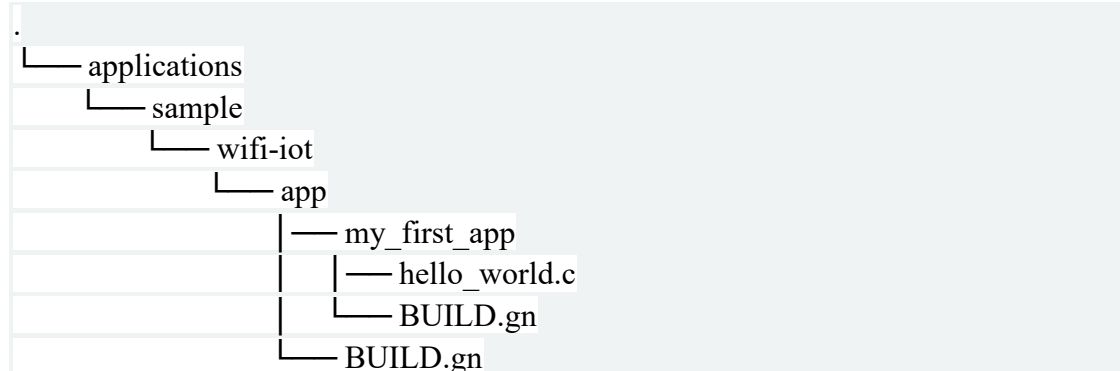 .
└── applications
└── sample
└── wifi-iot
└── app
│── my_first_app
│ │── hello_world.c
│ └── BUILD.gn
└── BUILD.gn